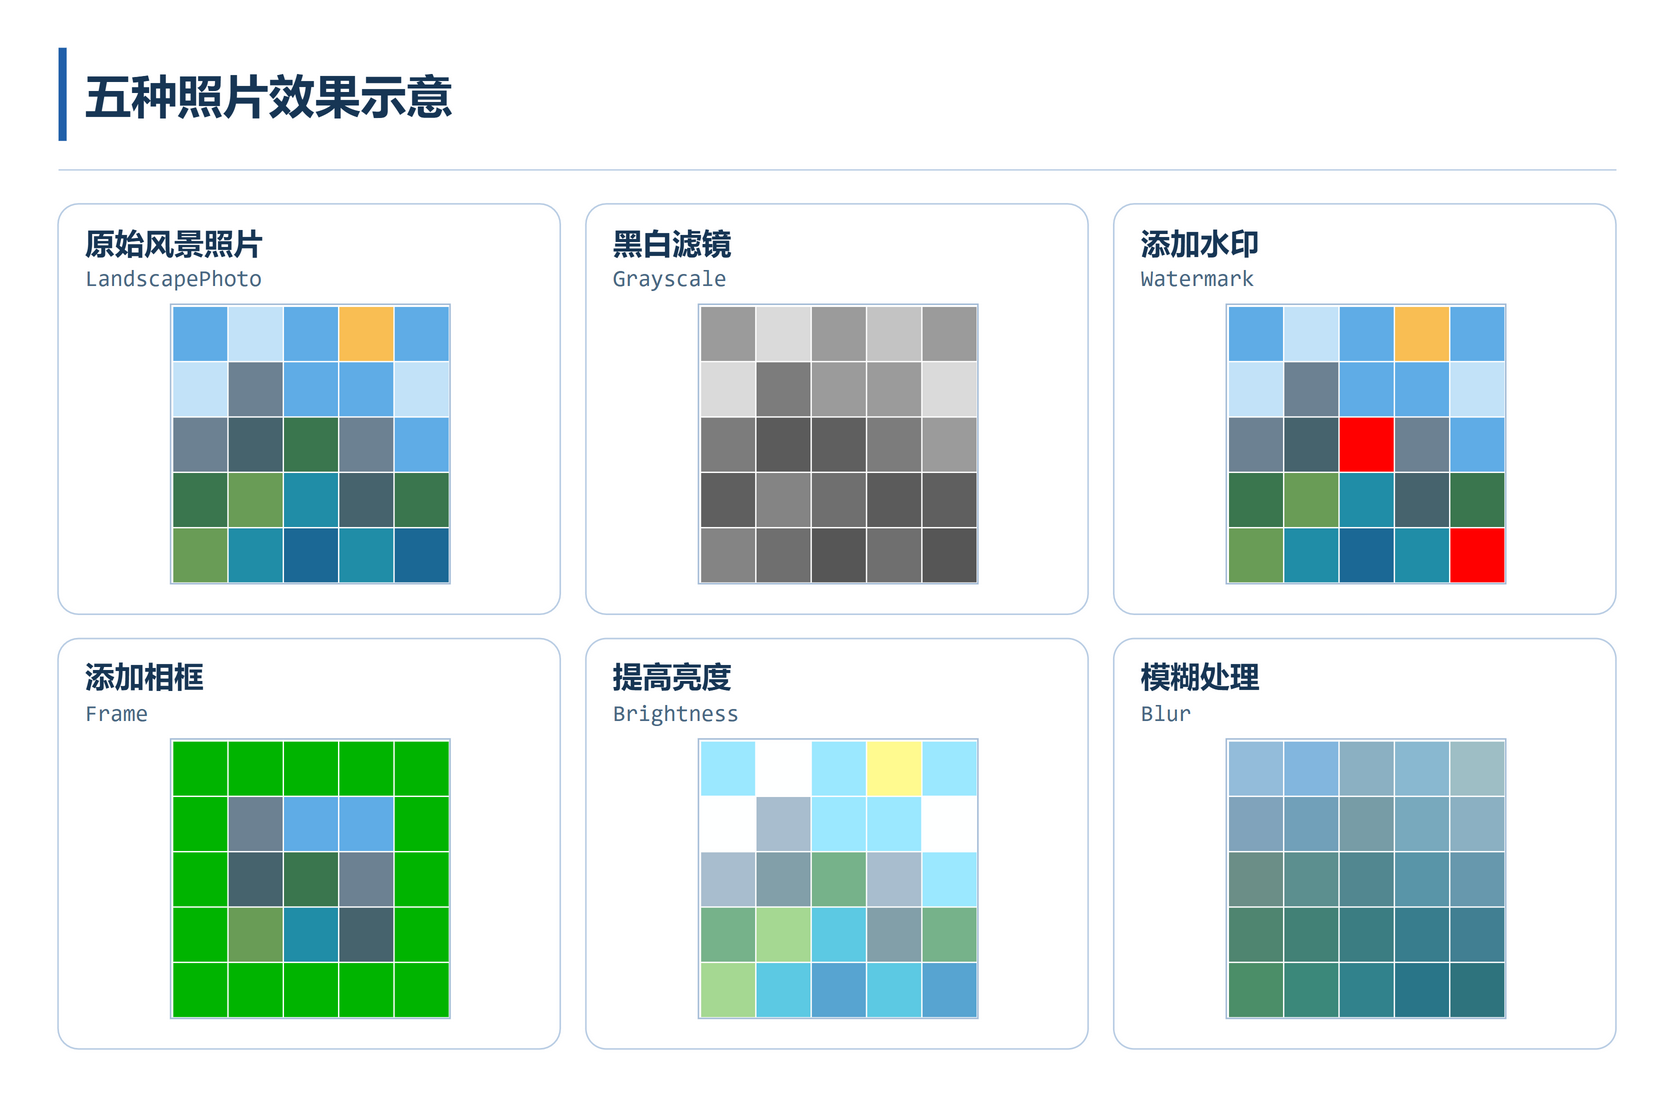 五种照片效果示意
原始风景照片
LandscapePhoto
黑白滤镜
Grayscale
添加水印
Watermark
添加相框
Frame
提高亮度
Brightness
模糊处理
Blur